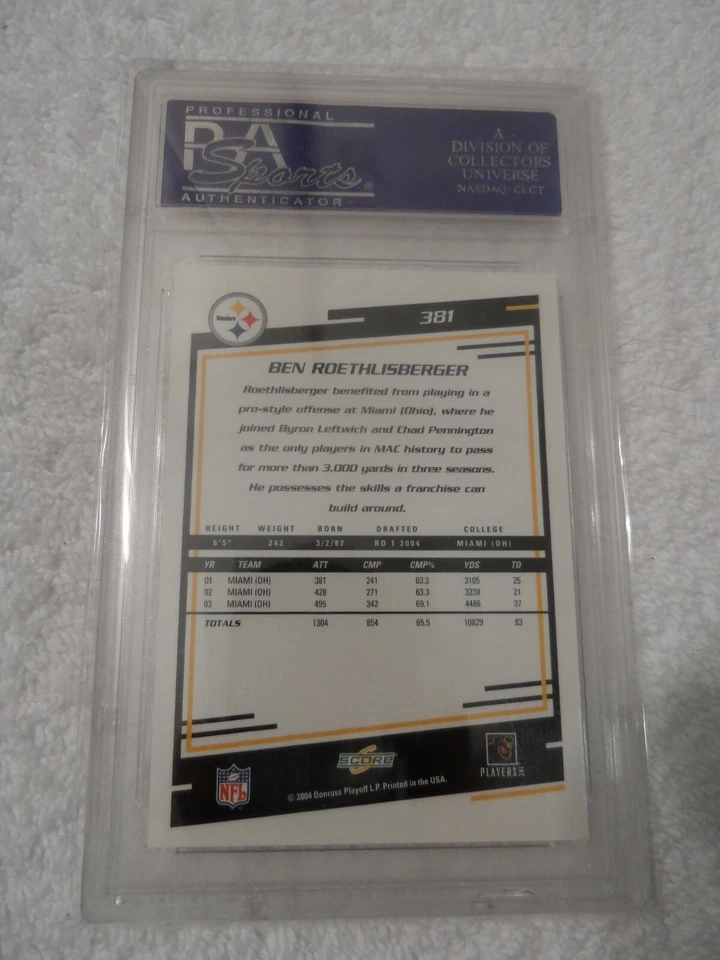 PROFESSIONAL
PSA
Sports®
AUTHENTICATOR™
A
DIVISION OF
COLLECTORS
UNIVERSE
NASDAQ: CLCT
Steelers
381
BEN ROETHLISBERGER
Roethlisberger benefited from playing in a
pro-style offense at Miami (Ohio), where he
joined Byron Leftwich and Chad Pennington
as the only players in MAC history to pass
for more than 3,000 yards in three seasons.
He possesses the skills a franchise can
build around.
HEIGHT WEIGHT BORN DRAFTED COLLEGE
6'5" 242 3/2/82 RD 1 2004 MIAMI (OH)
YR TEAM ATT CMP CMP% YDS TD
01 MIAMI (OH) 381 241 63.3 3105 25
02 MIAMI (OH) 428 271 63.3 3238 21
03 MIAMI (OH) 495 342 69.1 4486 37
TOTALS 1304 854 65.5 10829 83
NFL
SCORE
PLAYERS INC
© 2004 Donruss Playoff L.P. Printed in the USA.